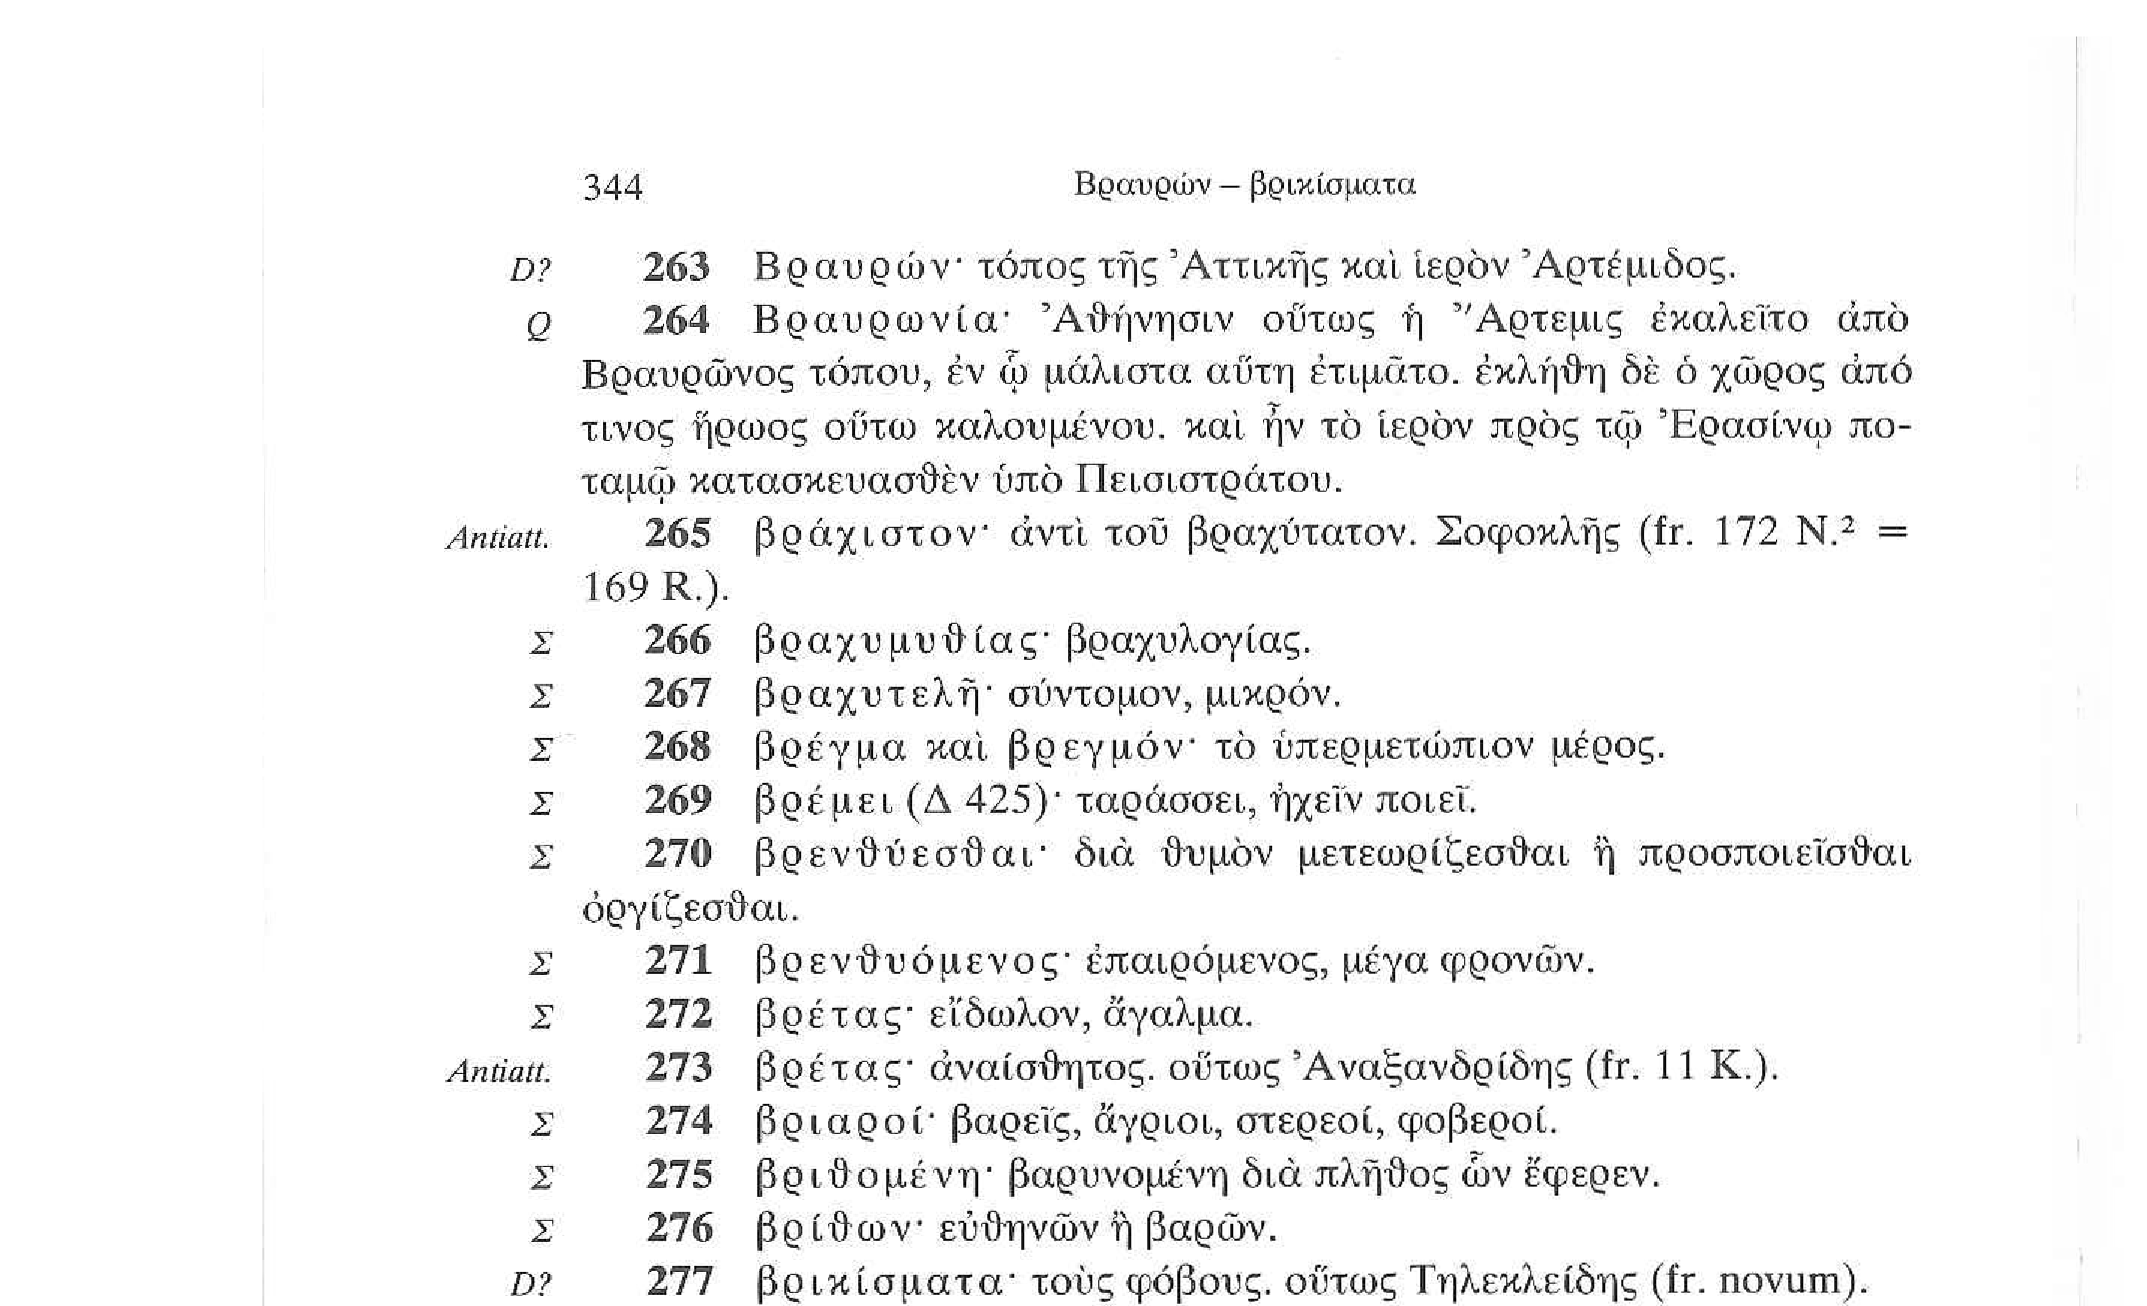 344 Βραυρών – βρικίσματα
D? 263 Βραυρών· τόπος τῆς Ἀττικῆς καὶ ἱερὸν Ἀρτέμιδος.
Q 264 Βραυρωνία· Ἀθήνησιν οὕτως ἡ Ἄρτεμις ἐκαλεῖτο ἀπὸ
Βραυρῶνος τόπου, ἐν ᾧ μάλιστα αὕτη ἐτιμᾶτο. ἐκλήθη δὲ ὁ χῶρος ἀπό
τινος ἥρωος οὕτω καλουμένου. καὶ ἦν τὸ ἱερὸν πρὸς τῷ Ἐρασίνῳ πο-
ταμῷ κατασκευασθὲν ὑπὸ Πεισιστράτου.
Antiatt. 265 βράχιστον· ἀντὶ τοῦ βραχύτατον. Σοφοκλῆς (fr. 172 N.² =
169 R.).
Σ 266 βραχυμυθίας· βραχυλογίας.
Σ 267 βραχυτελῆ· σύντομον, μικρόν.
Σ 268 βρέγμα καὶ βρεγμόν· τὸ ὑπερμετώπιον μέρος.
Σ 269 βρέμει (Δ 425)· ταράσσει, ἠχεῖν ποιεῖ.
Σ 270 βρενθύεσθαι· διὰ θυμὸν μετεωρίζεσθαι ἢ προσποιεῖσθαι
ὀργίζεσθαι.
Σ 271 βρενθυόμενος· ἐπαιρόμενος, μέγα φρονῶν.
Σ 272 βρέτας· εἴδωλον, ἄγαλμα.
Antiatt. 273 βρέτας· ἀναίσθητος. οὕτως Ἀναξανδρίδης (fr. 11 K.).
Σ 274 βριαροί· βαρεῖς, ἄγριοι, στερεοί, φοβεροί.
Σ 275 βριθομένη· βαρυνομένη διὰ πλῆθος ὧν ἔφερεν.
Σ 276 βρίθων· εὐθηνῶν ἢ βαρῶν.
D? 277 βρικίσματα· τοὺς φόβους. οὕτως Τηλεκλείδης (fr. novum).